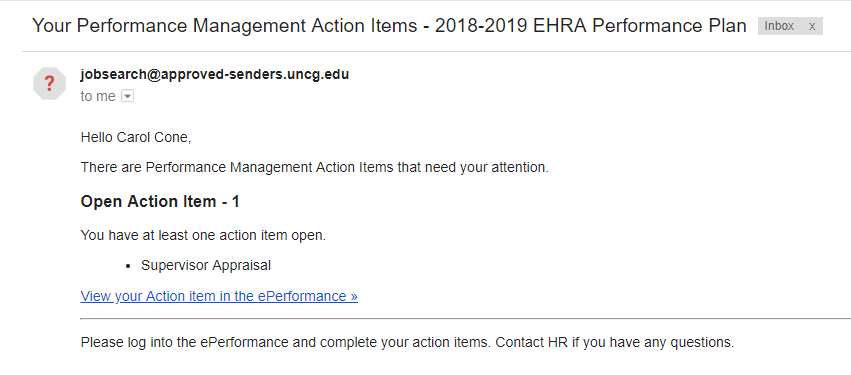 Your Performance Management Action Items - 2018-2019 EHRA Performance Plan Inbox x
?
jobsearch@approved-senders.uncg.edu
to me
Hello Carol Cone,
There are Performance Management Action Items that need your attention.
Open Action Item - 1
You have at least one action item open.
• Supervisor Appraisal
View your Action item in the ePerformance »
Please log into the ePerformance and complete your action items. Contact HR if you have any questions.